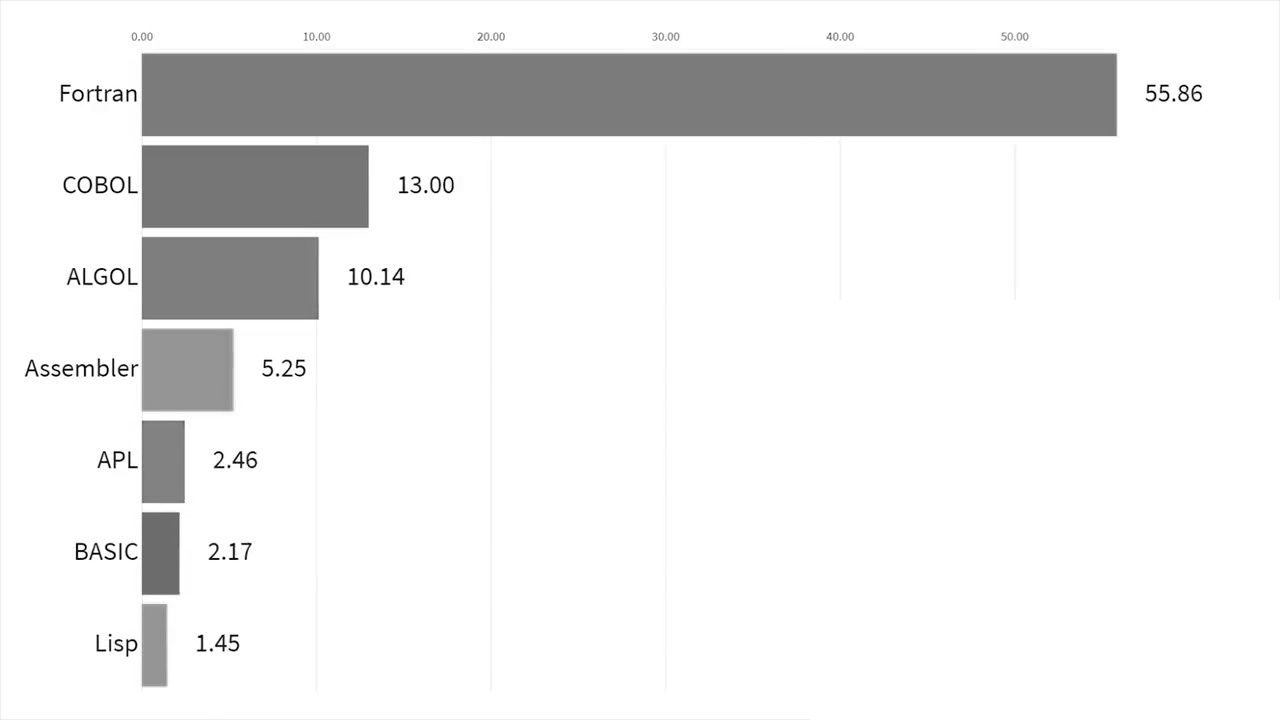 0.00 10.00 20.00 30.00 40.00 50.00
Fortran 55.86
COBOL 13.00
ALGOL 10.14
Assembler 5.25
APL 2.46
BASIC 2.17
Lisp 1.45